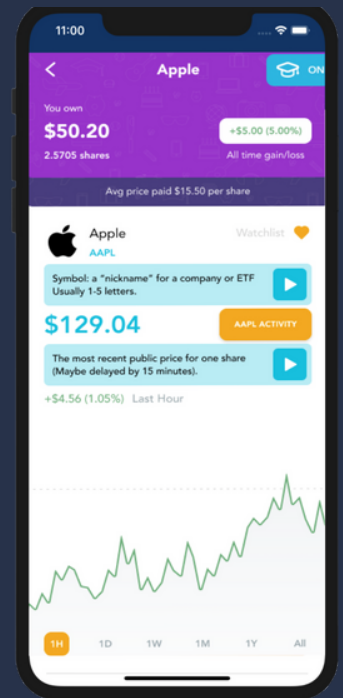 11:00
Apple
ON
You own
$50.20
+$5.00 (5.00%)
2.5705 shares
All time gain/loss
Avg price paid $15.50 per share
Apple
Watchlist
AAPL
Symbol: a “nickname” for a company or ETF
Usually 1-5 letters.
$129.04
AAPL ACTIVITY
The most recent public price for one share
(Maybe delayed by 15 minutes).
+$4.56 (1.05%) Last Hour
1H 1D 1W 1M 1Y All